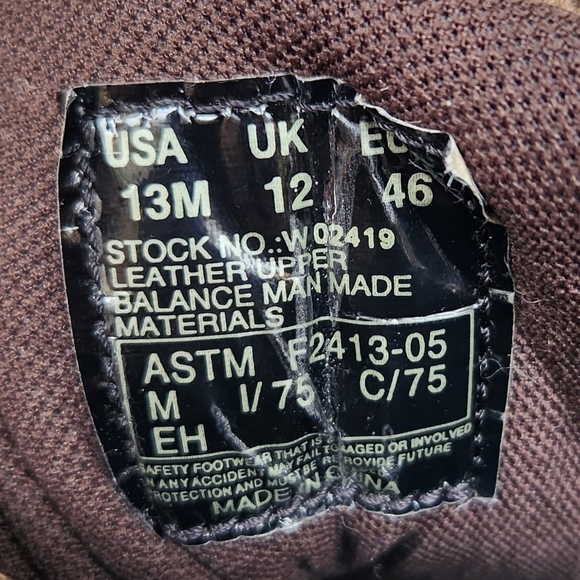 USA UK EU
13M 12 46
STOCK NO.:W02419
LEATHER UPPER
BALANCE MAN MADE
MATERIALS
ASTM F2413-05
M I/75 C/75
EH
SAFETY FOOTWEAR THAT IS DAMAGED OR INVOLVED
IN ANY ACCIDENT MAY FAIL TO PROVIDE FUTURE
PROTECTION AND MUST BE
MADE IN CHINA